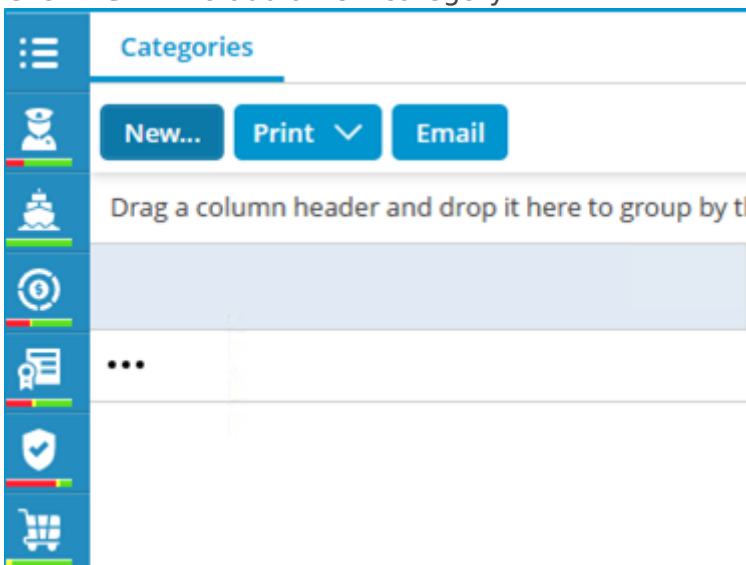 Categories
New...
Print
Email
Drag a column header and drop it here to group by
...